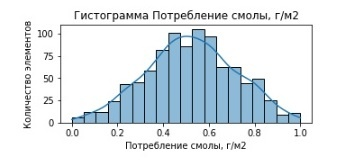 Гистограмма Потребление смолы, г/м2
Количество элементов
100
75
50
25
0
0.0 0.2 0.4 0.6 0.8 1.0
Потребление смолы, г/м2